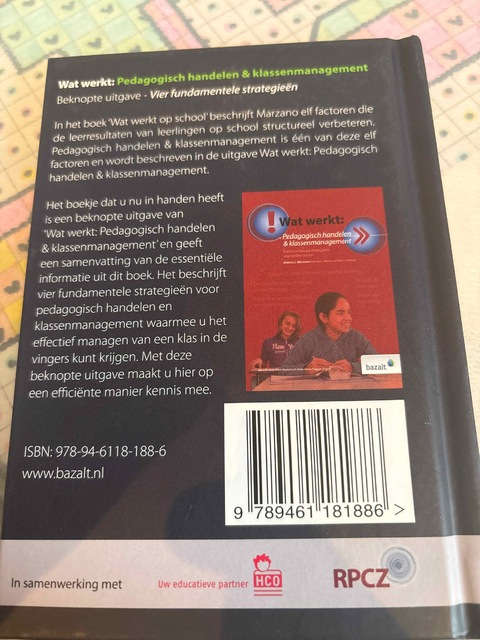 Wat werkt: Pedagogisch handelen & klassenmanagement
Beknopte uitgave - Vier fundamentele strategieën
In het boek 'Wat werkt op school' beschrijft Marzano elf factoren die
de leerresultaten van leerlingen op school structureel verbeteren.
Pedagogisch handelen & klassenmanagement is één van deze elf
factoren en wordt beschreven in de uitgave Wat werkt: Pedagogisch
handelen & klassenmanagement.
Het boekje dat u nu in handen heeft
is een beknopte uitgave van
'Wat werkt: Pedagogisch handelen
& klassenmanagement' en geeft
een samenvatting van de essentiële
informatie uit dit boek. Het beschrijft
vier fundamentele strategieën voor
pedagogisch handelen en
klassenmanagement waarmee u het
effectief managen van een klas in de
vingers kunt krijgen. Met deze
beknopte uitgave maakt u hier op
een efficiënte manier kennis mee.
! Wat werkt:
Pedagogisch handelen
& klassenmanagement
bazalt
ISBN: 978-94-6118-188-6
www.bazalt.nl
9 789461 181886 >
In samenwerking met
Uw educatieve partner
HCO
RPCZ